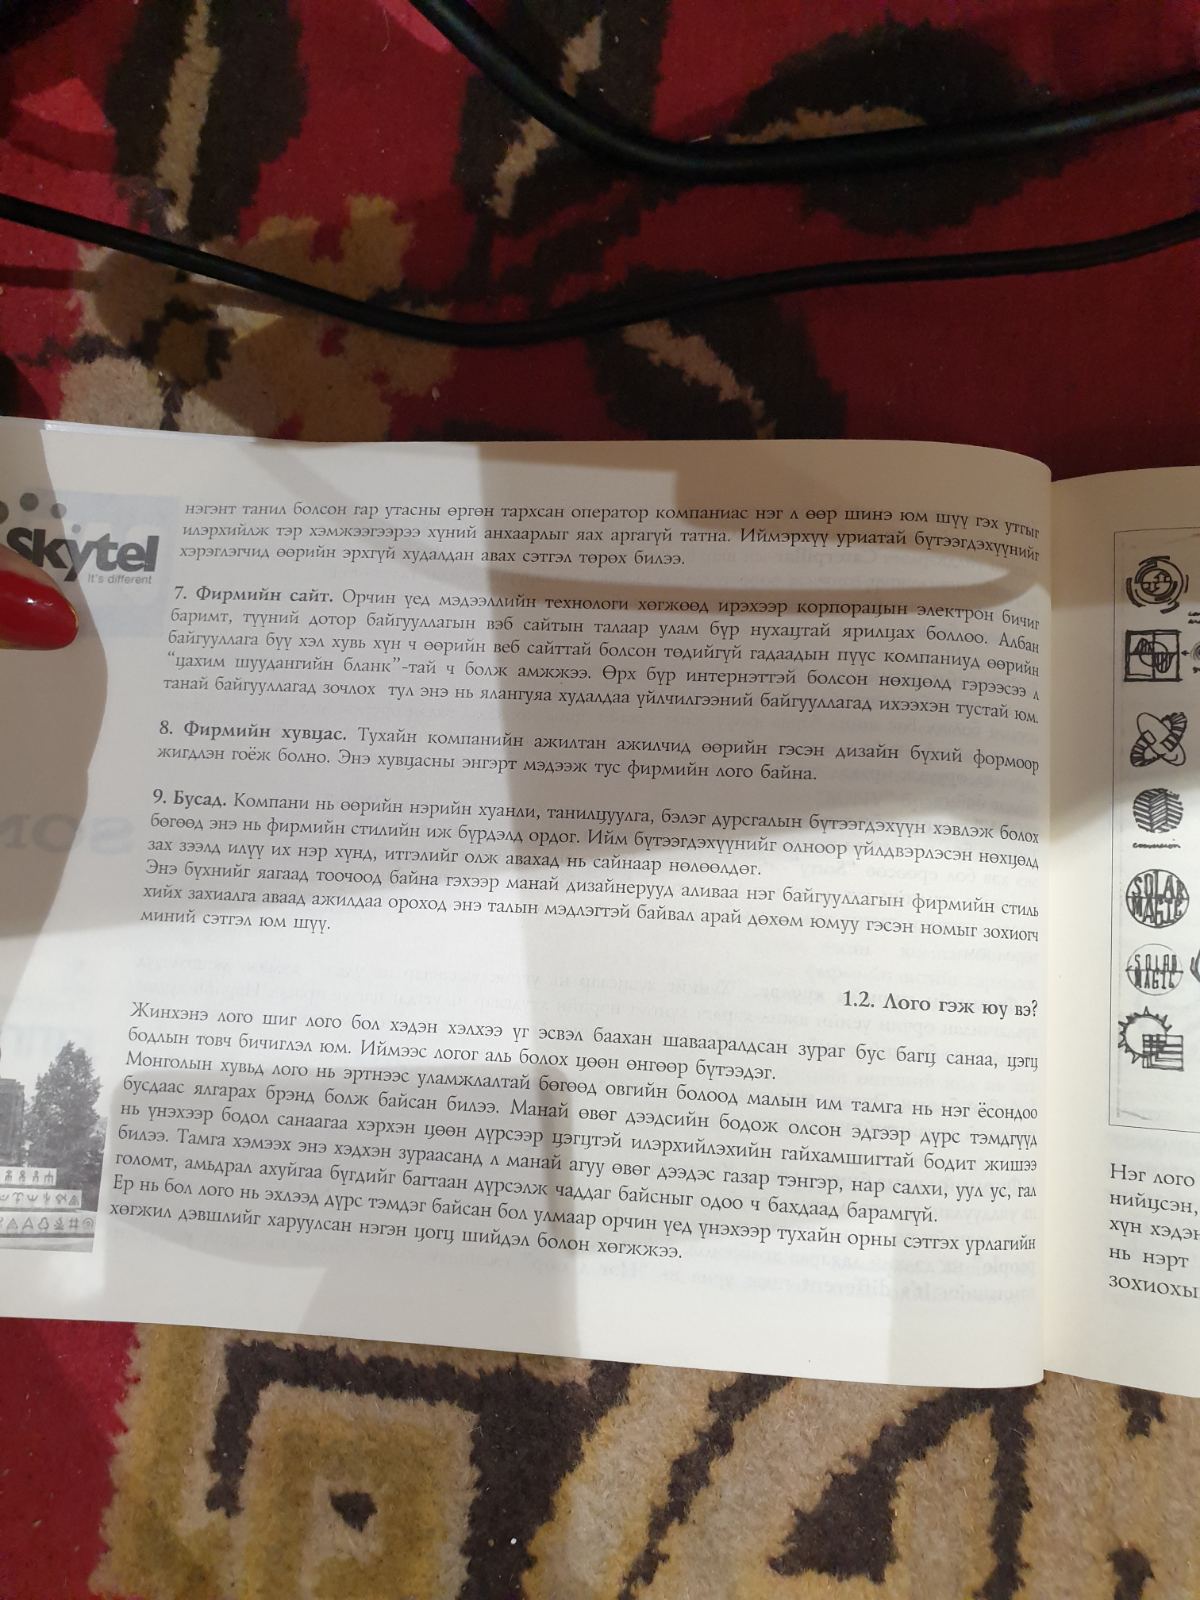 skytel
It's different
нэгэнт танил болсон гар утасны өргөн тархсан оператор компаниас нэг л өөр шинэ юм шүү гэх утгыг
илэрхийлж тэр хэмжээгээрээ хүний анхаарлыг яах аргагүй татна. Иймэрхүү уриатай бүтээгдэхүүнийг
хэрэглэгчид өөрийн эрхгүй худалдан авах сэтгэл төрөх билээ.
7. Фирмийн сайт. Орчин үед мэдээллийн технологи хөгжөөд ирэхээр корпорацын электрон бичиг
баримт, түүний дотор байгууллагын вэб сайтын талаар улам бүр нухацтай ярилцах боллоо. Албан
байгууллага бүү хэл хувь хүн ч өөрийн веб сайттай болсон төдийгүй гадаадын пүүс компаниуд өөрийн
“цахим шуудангийн бланк”-тай ч болж амжжээ. Өрх бүр интернэттэй болсон нөхцөлд гэрээсээ л
танай байгууллагад зочлох тул энэ нь ялангуяа худалдаа үйлчилгээний байгууллагад ихээхэн тустай юм.
8. Фирмийн хувцас. Тухайн компанийн ажилтан ажилчид өөрийн гэсэн дизайн бүхий формоор
жигдлэн гоёж болно. Энэ хувцасны энгэрт мэдээж тус фирмийн лого байна.
9. Бусад. Компани нь өөрийн нэрийн хуанли, танилцуулга, бэлэг дурсгалын бүтээгдэхүүн хэвлэж болох
бөгөөд энэ нь фирмийн стилийн иж бүрдэлд ордог. Ийм бүтээгдэхүүнийг олноор үйлдвэрлэсэн нөхцөлд
зах зээлд илүү их нэр хүнд, итгэлийг олж авахад нь сайнаар нөлөөлдөг.
Энэ бүхнийг яагаад тоочоод байна гэхээр манай дизайнерууд аливаа нэг байгууллагын фирмийн стиль
хийх захиалга аваад ажилдаа ороход энэ талын мэдлэгтэй байвал арай дөхөм юмуу гэсэн номыг зохиогч
миний сэтгэл юм шүү.
1.2. Лого гэж юу вэ?
Жинхэнэ лого шиг лого бол хэдэн хэлхээ үг эсвэл баахан шавааралдсан зураг бус багц санаа, цэгц
бодлын товч бичиглэл юм. Иймээс логог аль болох цөөн өнгөөр бүтээдэг.
Монголын хувьд лого нь эртнээс уламжлалтай бөгөөд овгийн болоод малын им тамга нь нэг ёсондоо
бусдаас ялгарах брэнд болж байсан билээ. Манай өвөг дээдсийн бодож олсон эдгээр дүрс тэмдгүүд
нь үнэхээр бодол санаагаа хэрхэн цөөн дүрсээр цэгцтэй илэрхийлэхийн гайхамшигтай бодит жишээ
билээ. Тамга хэмээх энэ хэдхэн зураасанд л манай агуу өвөг дээдэс газар тэнгэр, нар салхи, уул ус, гал
голомт, амьдрал ахуйгаа бүгдийг багтаан дүрсэлж чаддаг байсныг одоо ч бахдаад барамгүй.
Ер нь бол лого нь эхлээд дүрс тэмдэг байсан бол улмаар орчин үед үнэхээр тухайн орны сэтгэх урлагийн
хөгжил дэвшлийг харуулсан нэгэн цогц шийдэл болон хөгжжээ.
SOLAR
MAGIC
SOLAR
MAGIC
Нэг лого
нийцсэн,
хүн хэдэн
нь нэрт
зохиохы